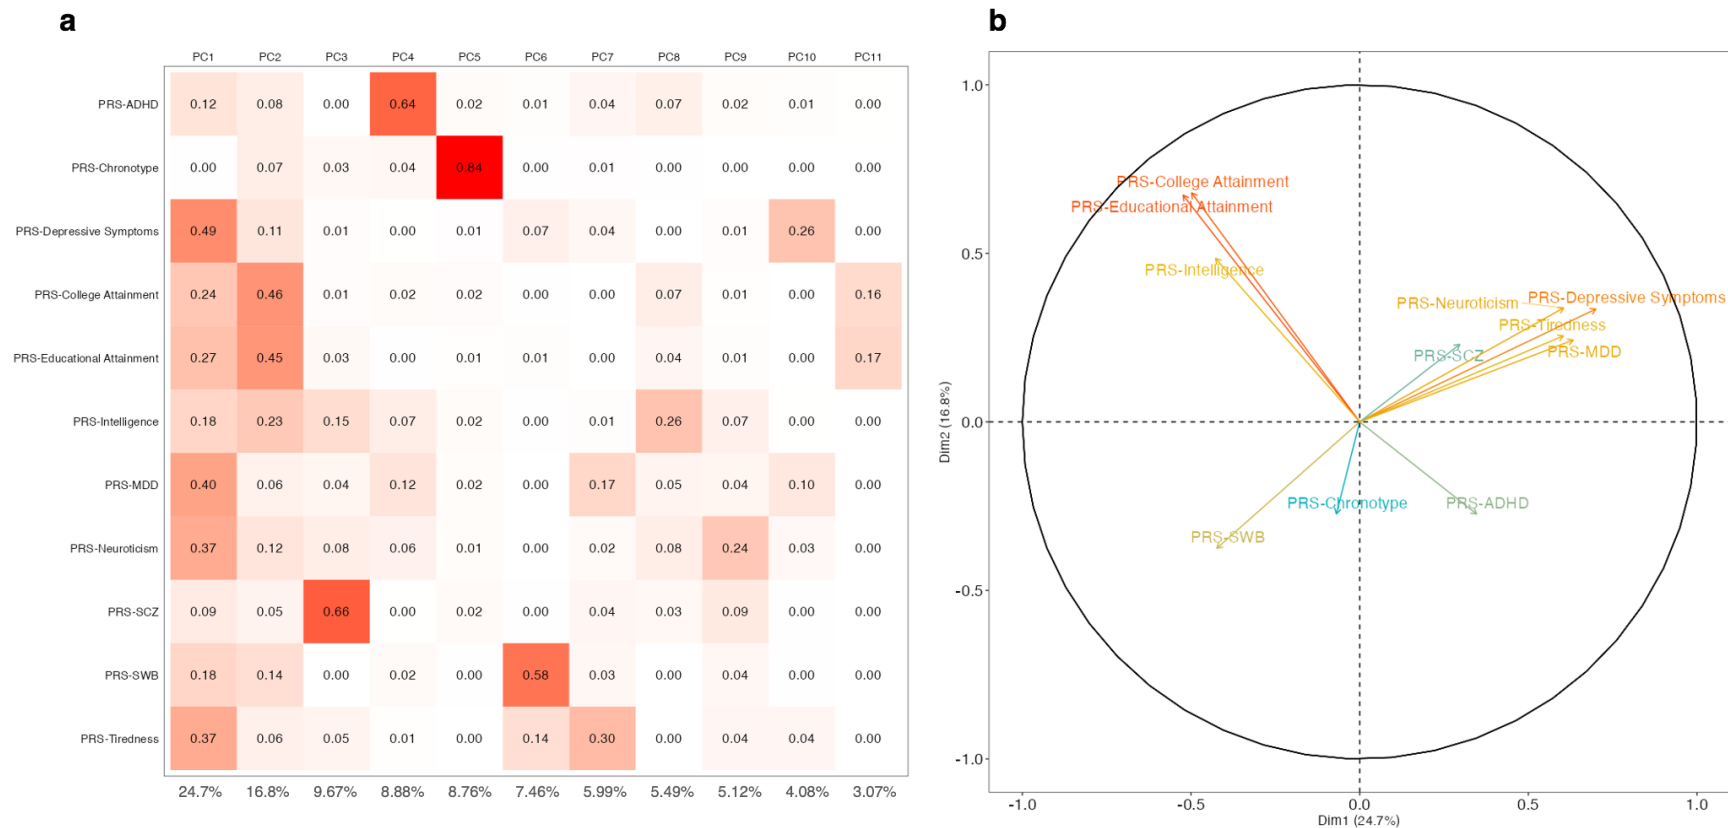 a
PC1 PC2 PC3 PC4 PC5 PC6 PC7 PC8 PC9 PC10 PC11
PRS-ADHD 0.12 0.08 0.00 0.64 0.02 0.01 0.04 0.07 0.02 0.01 0.00
PRS-Chronotype 0.00 0.07 0.03 0.04 0.84 0.00 0.01 0.00 0.00 0.00 0.00
PRS-Depressive Symptoms 0.49 0.11 0.01 0.00 0.01 0.07 0.04 0.00 0.01 0.26 0.00
PRS-College Attainment 0.24 0.46 0.01 0.02 0.02 0.00 0.00 0.07 0.01 0.00 0.16
PRS-Educational Attainment 0.27 0.45 0.03 0.00 0.01 0.01 0.00 0.04 0.01 0.00 0.17
PRS-Intelligence 0.18 0.23 0.15 0.07 0.02 0.00 0.01 0.26 0.07 0.00 0.00
PRS-MDD 0.40 0.06 0.04 0.12 0.02 0.00 0.17 0.05 0.04 0.10 0.00
PRS-Neuroticism 0.37 0.12 0.08 0.06 0.01 0.00 0.02 0.08 0.24 0.03 0.00
PRS-SCZ 0.09 0.05 0.66 0.00 0.02 0.00 0.04 0.03 0.09 0.00 0.00
PRS-SWB 0.18 0.14 0.00 0.02 0.00 0.58 0.03 0.00 0.04 0.00 0.00
PRS-Tiredness 0.37 0.06 0.05 0.01 0.00 0.14 0.30 0.00 0.04 0.04 0.00
24.7% 16.8% 9.67% 8.88% 8.76% 7.46% 5.99% 5.49% 5.12% 4.08% 3.07%
b
1.0
0.5
0.0
-0.5
-1.0
Dim2 (16.8%)
PRS-College Attainment
PRS-Educational Attainment
PRS-Intelligence
PRS-Neuroticism
PRS-Depressive Symptoms
PRS-Tiredness
PRS-SCZ
PRS-MDD
PRS-Chronotype
PRS-ADHD
PRS-SWB
-1.0 -0.5 0.0 0.5 1.0
Dim1 (24.7%)